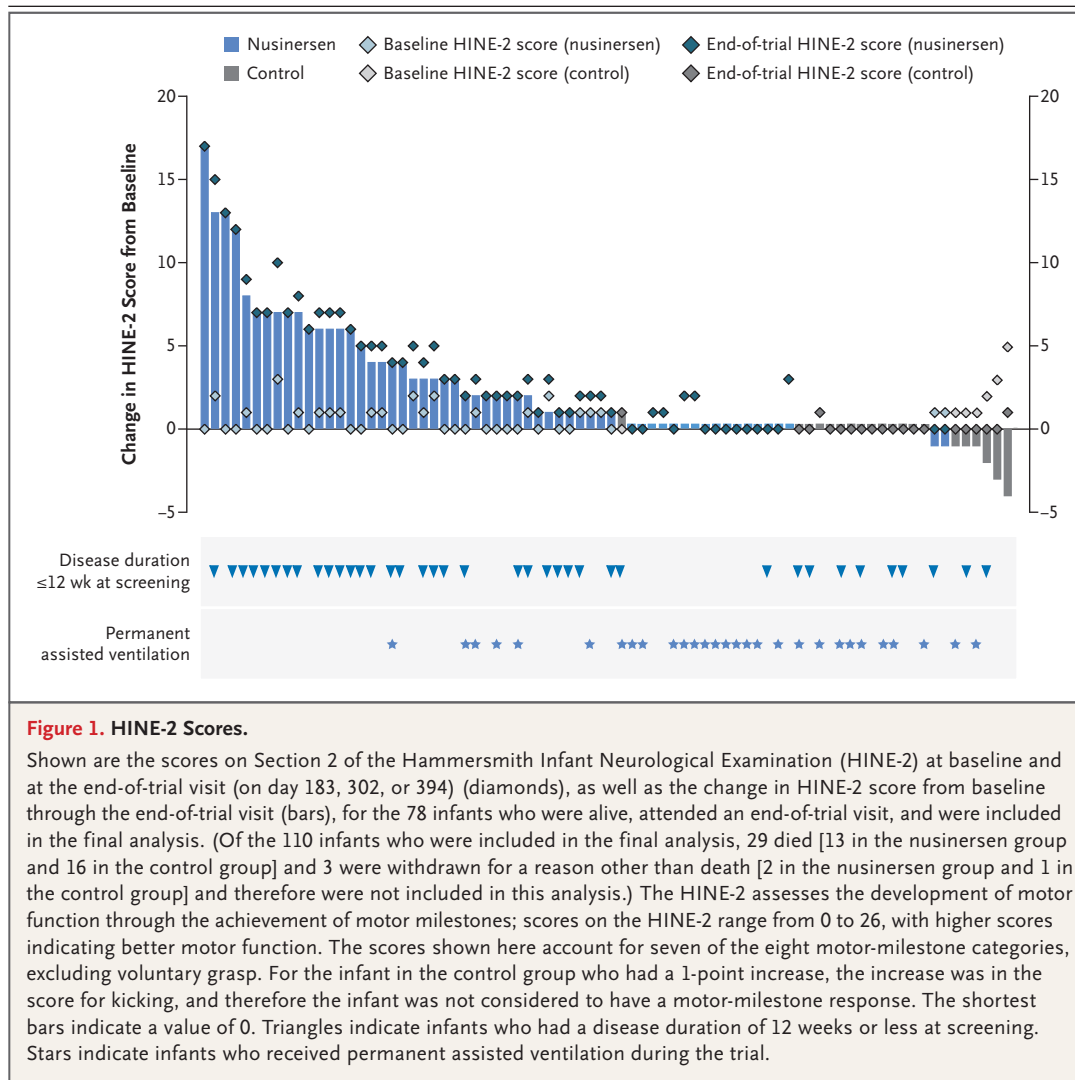 Nusinersen Baseline HINE-2 score (nusinersen) End-of-trial HINE-2 score (nusinersen)
Control Baseline HINE-2 score (control) End-of-trial HINE-2 score (control)
Change in HINE-2 Score from Baseline
20 20
15 15
10 10
5 5
0 0
−5 −5
Disease duration
≤12 wk at screening
Permanent
assisted ventilation
Figure 1. HINE-2 Scores.
Shown are the scores on Section 2 of the Hammersmith Infant Neurological Examination (HINE-2) at baseline and
at the end-of-trial visit (on day 183, 302, or 394) (diamonds), as well as the change in HINE-2 score from baseline
through the end-of-trial visit (bars), for the 78 infants who were alive, attended an end-of-trial visit, and were included
in the final analysis. (Of the 110 infants who were included in the final analysis, 29 died [13 in the nusinersen group
and 16 in the control group] and 3 were withdrawn for a reason other than death [2 in the nusinersen group and 1 in
the control group] and therefore were not included in this analysis.) The HINE-2 assesses the development of motor
function through the achievement of motor milestones; scores on the HINE-2 range from 0 to 26, with higher scores
indicating better motor function. The scores shown here account for seven of the eight motor-milestone categories,
excluding voluntary grasp. For the infant in the control group who had a 1-point increase, the increase was in the
score for kicking, and therefore the infant was not considered to have a motor-milestone response. The shortest
bars indicate a value of 0. Triangles indicate infants who had a disease duration of 12 weeks or less at screening.
Stars indicate infants who received permanent assisted ventilation during the trial.